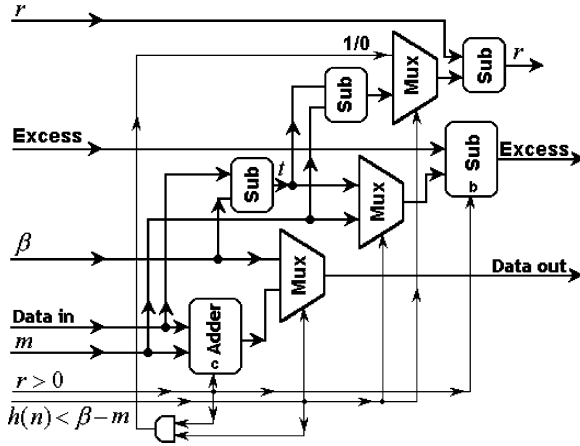 r
1/0
Mux
Sub
r
Sub
Excess
Sub
b
Excess
Sub
t
Mux
β
Mux
Data out
Data in
Adder
c
m
r > 0
h(n) < β – m